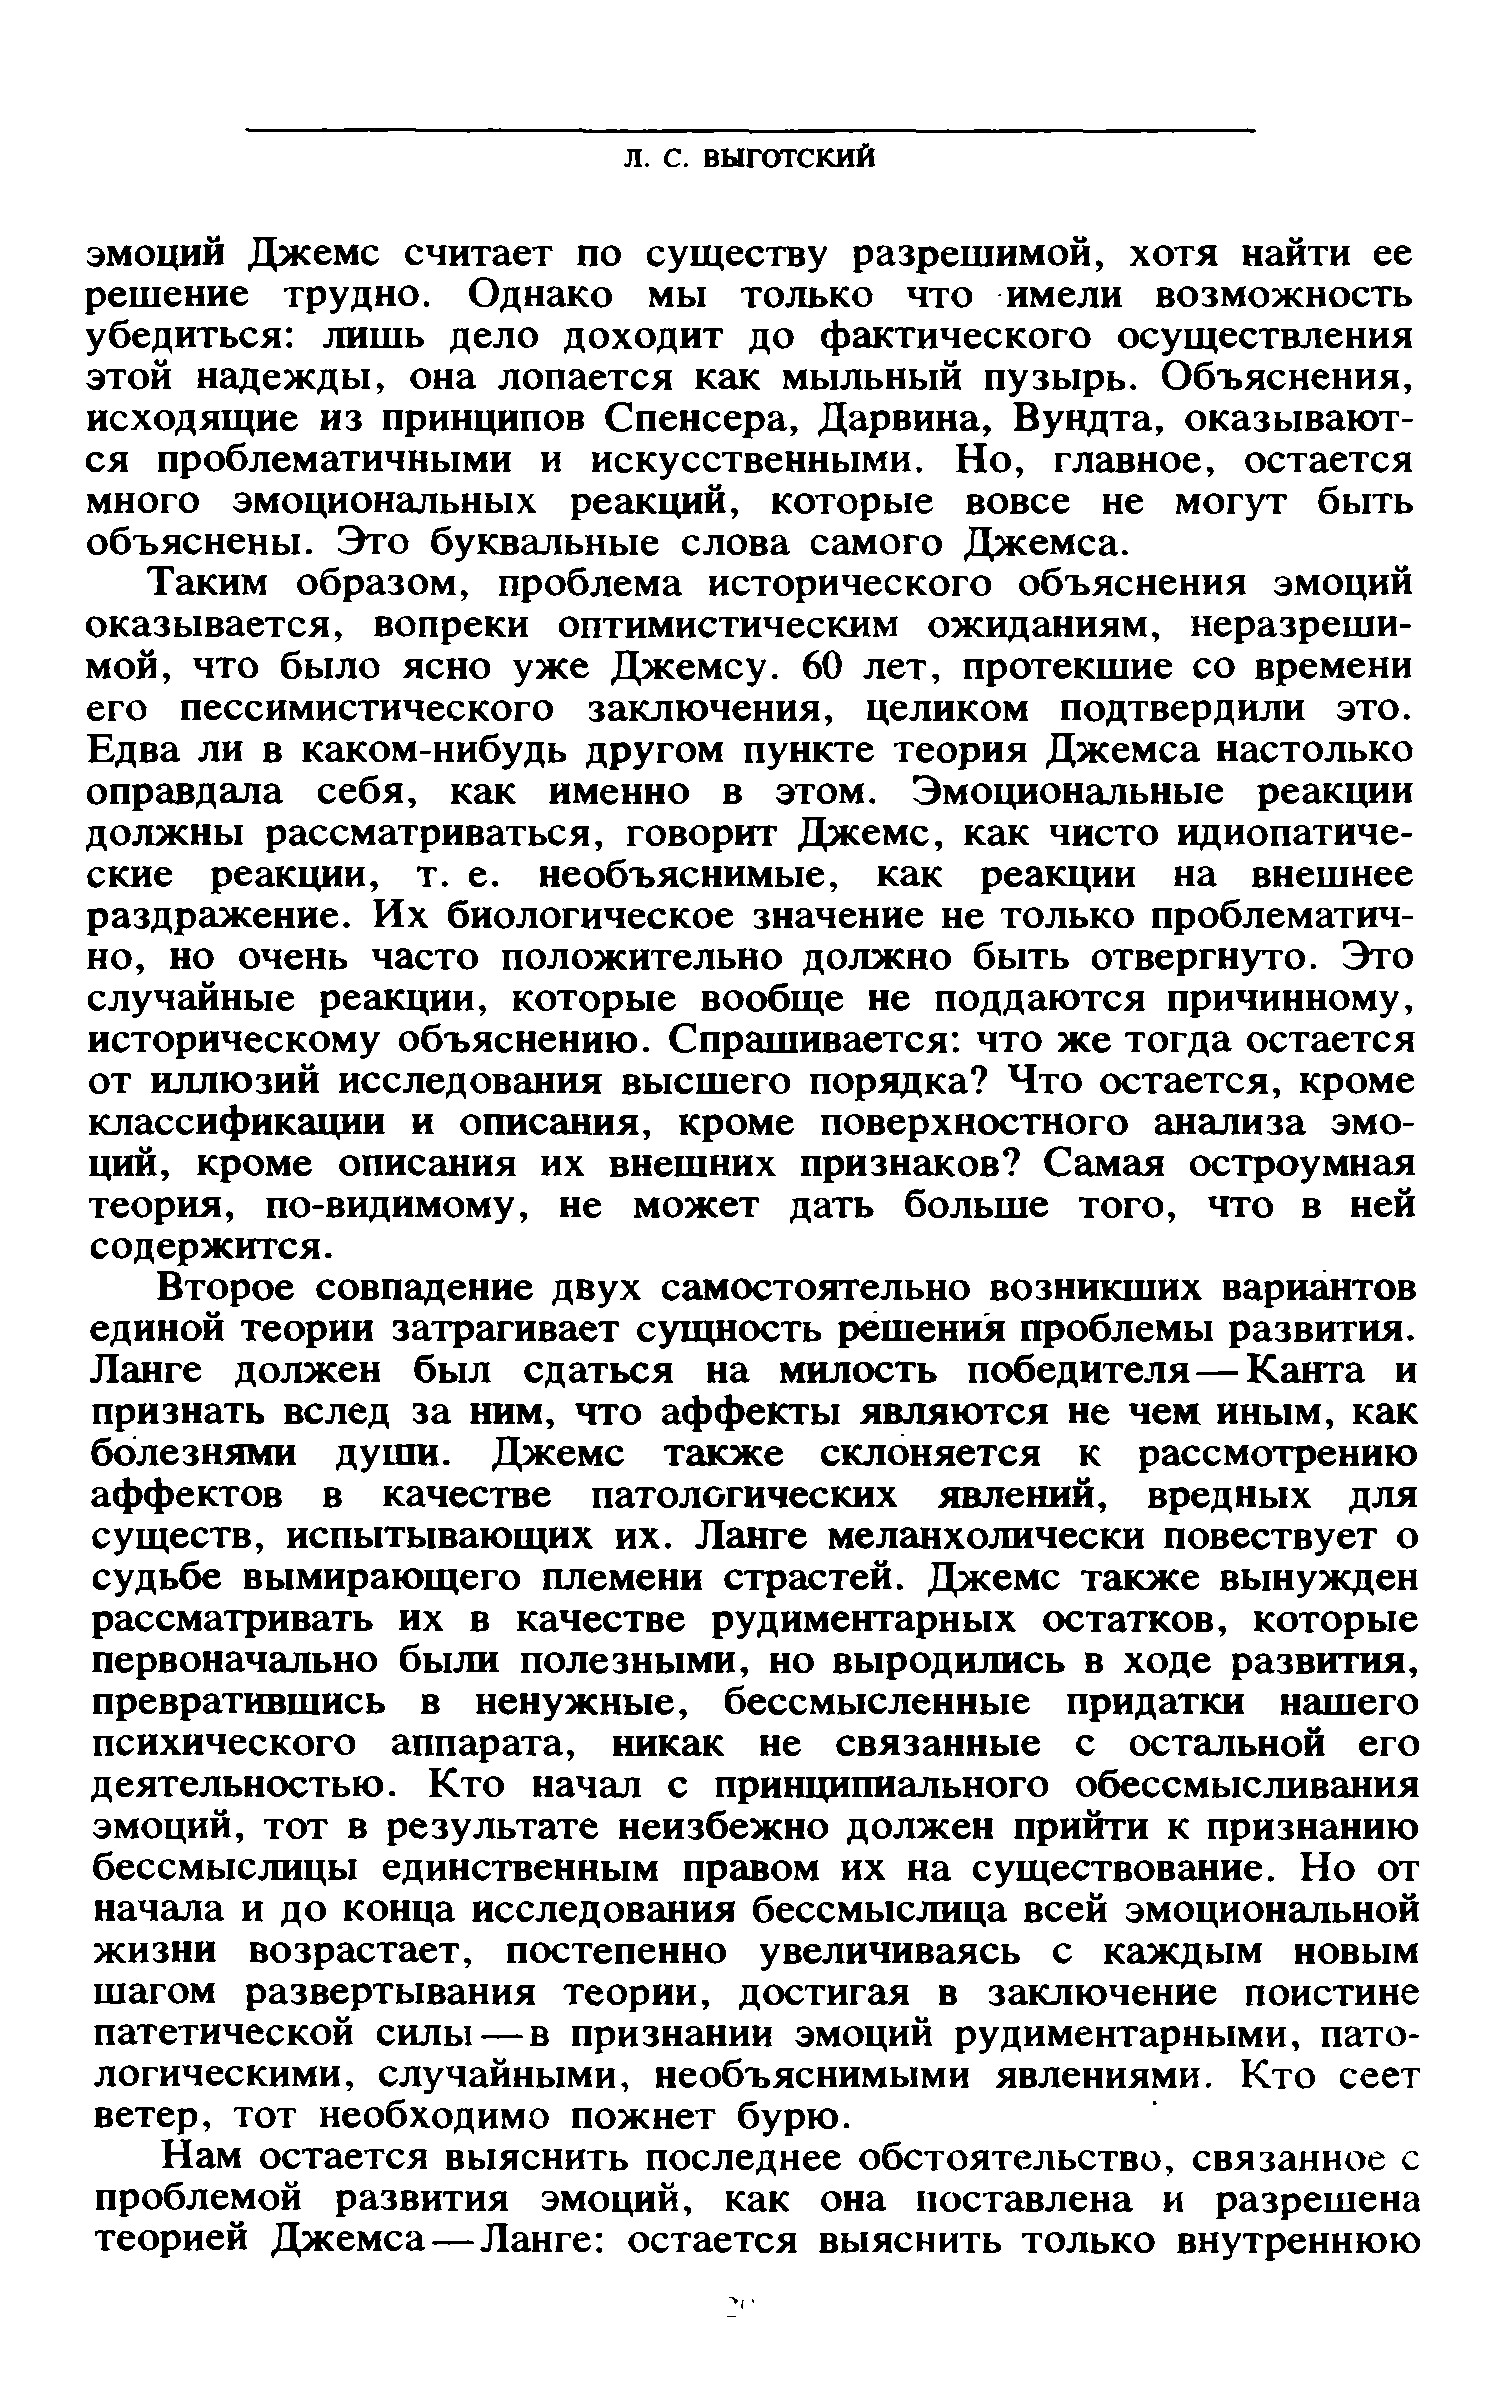 Л. С. ВЫГОТСКИЙ
эмоций Джемс считает по существу разрешимой, хотя найти ее
решение трудно. Однако мы только что имели возможность
убедиться: лишь дело доходит до фактического осуществления
этой надежды, она лопается как мыльный пузырь. Объяснения,
исходящие из принципов Спенсера, Дарвина, Вундта, оказывают-
ся проблематичными и искусственными. Но, главное, остается
много эмоциональных реакций, которые вовсе не могут быть
объяснены. Это буквальные слова самого Джемса.
Таким образом, проблема исторического объяснения эмоций
оказывается, вопреки оптимистическим ожиданиям, неразреши-
мой, что было ясно уже Джемсу. 60 лет, протекшие со времени
его пессимистического заключения, целиком подтвердили это.
Едва ли в каком-нибудь другом пункте теория Джемса настолько
оправдала себя, как именно в этом. Эмоциональные реакции
должны рассматриваться, говорит Джемс, как чисто идиопатиче-
ские реакции, т. е. необъяснимые, как реакции на внешнее
раздражение. Их биологическое значение не только проблематич-
но, но очень часто положительно должно быть отвергнуто. Это
случайные реакции, которые вообще не поддаются причинному,
историческому объяснению. Спрашивается: что же тогда остается
от иллюзий исследования высшего порядка? Что остается, кроме
классификации и описания, кроме поверхностного анализа эмо-
ций, кроме описания их внешних признаков? Самая остроумная
теория, по-видимому, не может дать больше того, что в ней
содержится.
Второе совпадение двух самостоятельно возникших вариантов
единой теории затрагивает сущность решения проблемы развития.
Ланге должен был сдаться на милость победителя — Канта и
признать вслед за ним, что аффекты являются не чем иным, как
болезнями души. Джемс также склоняется к рассмотрению
аффектов в качестве патологических явлений, вредных для
существ, испытывающих их. Ланге меланхолически повествует о
судьбе вымирающего племени страстей. Джемс также вынужден
рассматривать их в качестве рудиментарных остатков, которые
первоначально были полезными, но выродились в ходе развития,
превратившись в ненужные, бессмысленные придатки нашего
психического аппарата, никак не связанные с остальной его
деятельностью. Кто начал с принципиального обессмысливания
эмоций, тот в результате неизбежно должен прийти к признанию
бессмыслицы единственным правом их на существование. Но от
начала и до конца исследования бессмыслица всей эмоциональной
жизни возрастает, постепенно увеличиваясь с каждым новым
шагом развертывания теории, достигая в заключение поистине
патетической силы — в признании эмоций рудиментарными, пато-
логическими, случайными, необъяснимыми явлениями. Кто сеет
ветер, тот необходимо пожнет бурю.
Нам остается выяснить последнее обстоятельство, связанное с
проблемой развития эмоций, как она поставлена и разрешена
теорией Джемса — Ланге: остается выяснить только внутреннюю